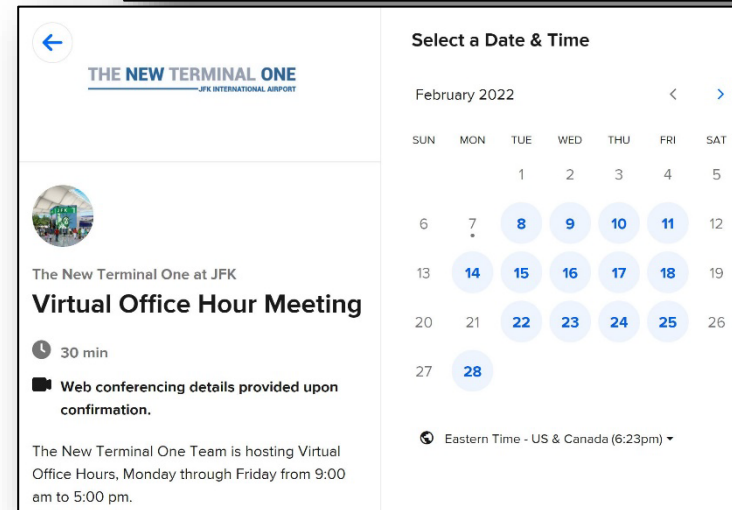 THE NEW TERMINAL ONE
JFK INTERNATIONAL AIRPORT
The New Terminal One at JFK
Virtual Office Hour Meeting
30 min
Web conferencing details provided upon
confirmation.
The New Terminal One Team is hosting Virtual
Office Hours, Monday through Friday from 9:00
am to 5:00 pm.
Select a Date & Time
February 2022
SUN MON TUE WED THU FRI SAT
1 2 3 4 5
6 7 8 9 10 11 12
13 14 15 16 17 18 19
20 21 22 23 24 25 26
27 28
Eastern Time - US & Canada (6:23pm)